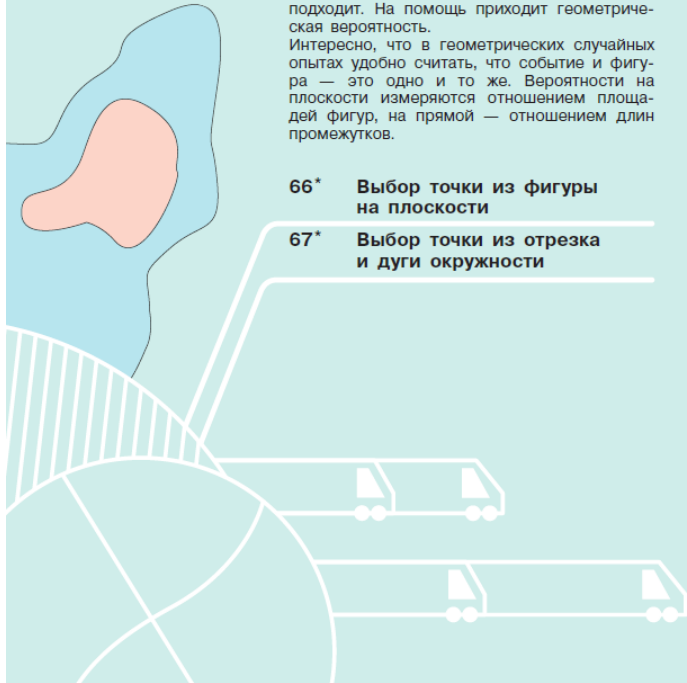 подходит. На помощь приходит геометриче-
ская вероятность.
Интересно, что в геометрических случайных
опытах удобно считать, что событие и фигу-
ра — это одно и то же. Вероятности на
плоскости измеряются отношением площа-
дей фигур, на прямой — отношением длин
промежутков.
66* Выбор точки из фигуры
на плоскости
67* Выбор точки из отрезка
и дуги окружности